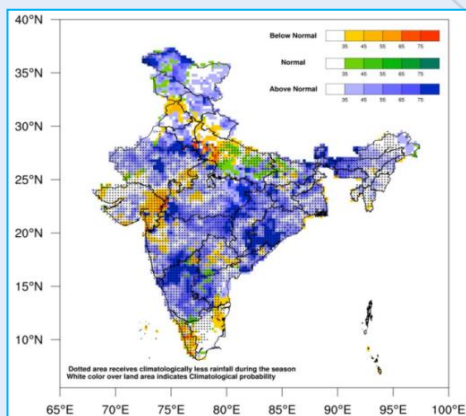 40°N
35°N
30°N
25°N
20°N
15°N
10°N
Below Normal
35 45 55 65 75
Normal
35 45 55 65 75
Above Normal
35 45 55 65 75
Dotted area receives climatologically less rainfall during the season
White color over land area indicates Climatological probability
65°E 70°E 75°E 80°E 85°E 90°E 95°E 100°E